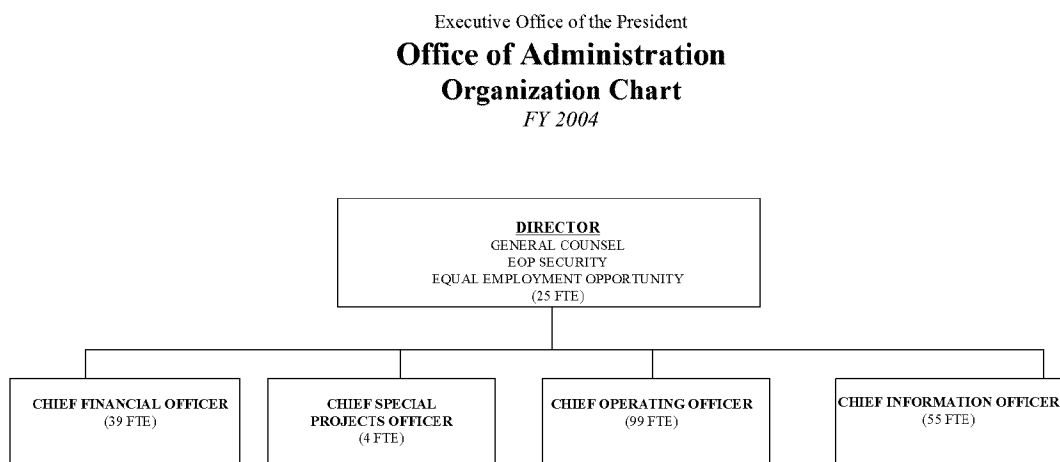 Executive Office of the President
Office of Administration
Organization Chart
FY 2004
DIRECTOR
GENERAL COUNSEL
EOP SECURITY
EQUAL EMPLOYMENT OPPORTUNITY
(25 FTE)
CHIEF FINANCIAL OFFICER
(39 FTE)
CHIEF SPECIAL
PROJECTS OFFICER
(4 FTE)
CHIEF OPERATING OFFICER
(99 FTE)
CHIEF INFORMATION OFFICER
(55 FTE)